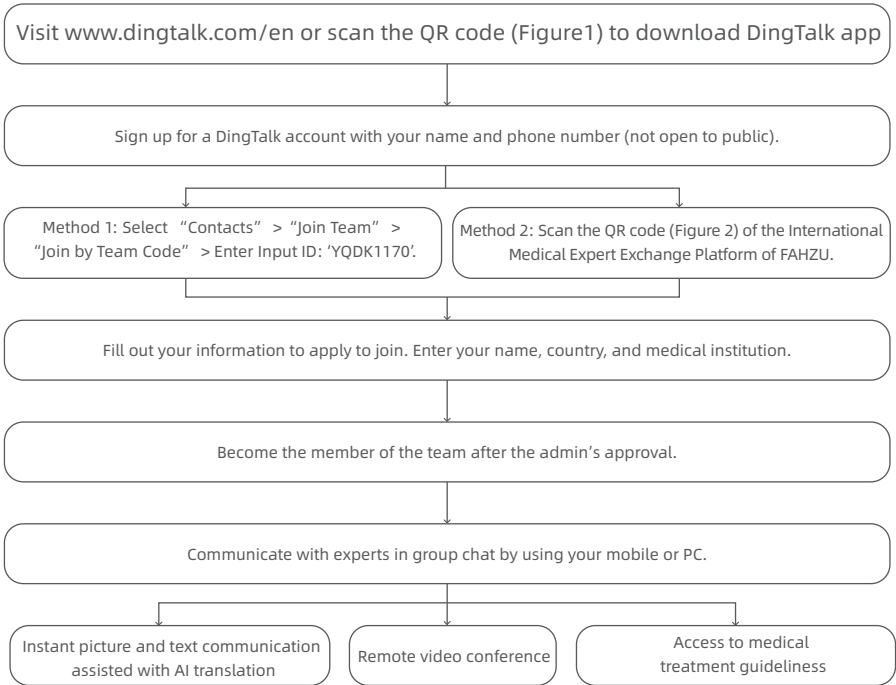 Visit www.dingtalk.com/en or scan the QR code (Figure1) to download DingTalk app
Sign up for a DingTalk account with your name and phone number (not open to public).
Method 1: Select “Contacts” > “Join Team” >
“Join by Team Code” > Enter Input ID: ‘YQDK1170’.
Method 2: Scan the QR code (Figure 2) of the International
Medical Expert Exchange Platform of FAHZU.
Fill out your information to apply to join. Enter your name, country, and medical institution.
Become the member of the team after the admin’s approval.
Communicate with experts in group chat by using your mobile or PC.
Instant picture and text communication
assisted with AI translation
Remote video conference
Access to medical
treatment guideliness